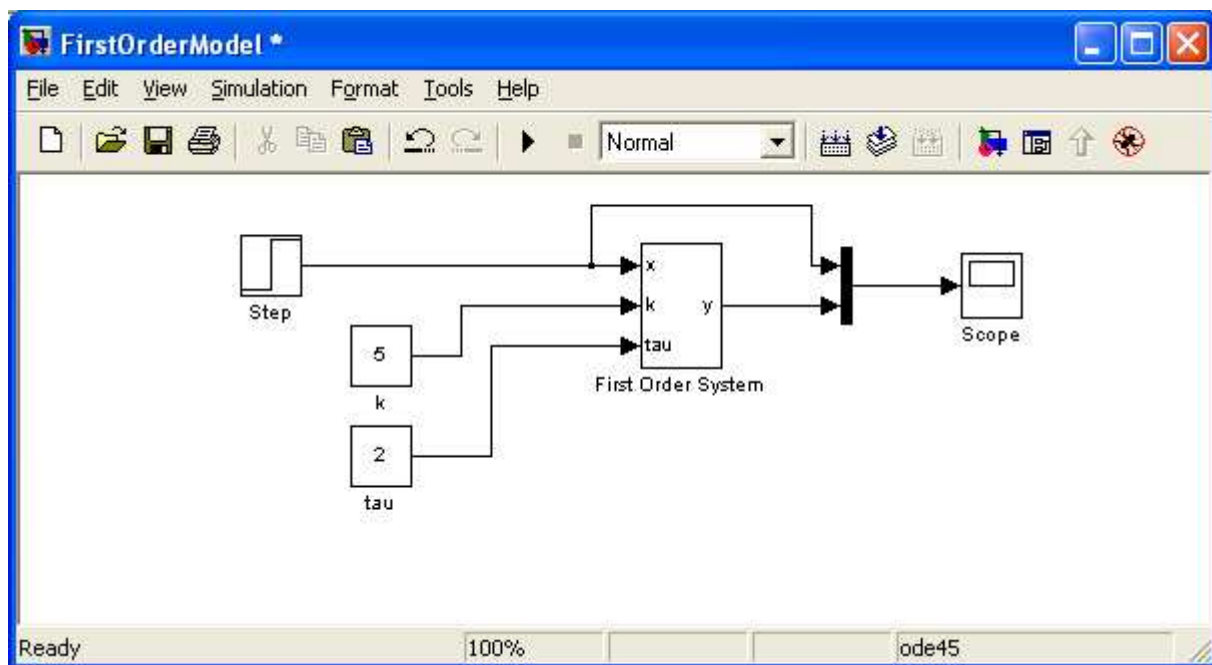 FirstOrderModel *
File Edit View Simulation Format Tools Help
Normal
Step
x
k y
tau
First Order System
Scope
5
k
2
tau
Ready 100% ode45